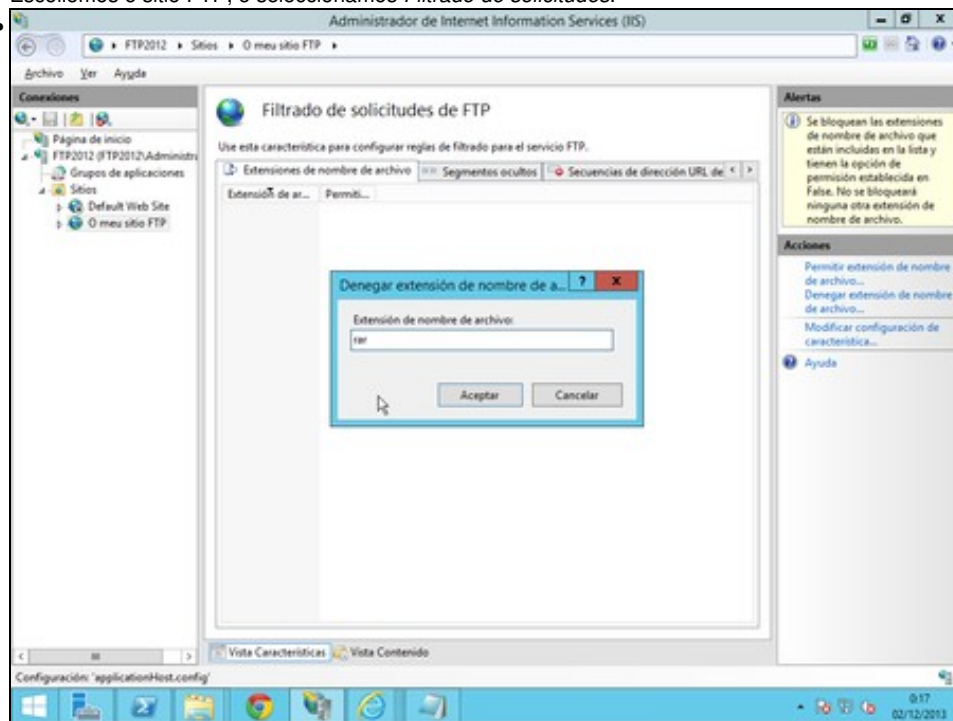 Escollemos o sitio FTP, e seleccionamos Filtrado de solicitudes.
Administrador de Internet Information Services (IIS)
FTP2012 Sitios O meu sitio FTP
Archivo Ver Ayuda
Conexiones
Página de inicio
FTP2012 (FTP2012\Administr
Grupos de aplicaciones
Sitios
Default Web Site
O meu sitio FTP
Filtrado de solicitudes de FTP
Use esta característica para configurar reglas de filtrado para el servicio FTP.
Extensiones de nombre de archivo Segmentos ocultos Secuencias de dirección URL de
Extensión de ar... Permiti...
Denegar extensión de nombre de a...
Extensión de nombre de archivo:
rar
Aceptar Cancelar
Vista Características Vista Contenido
Alertas
Se bloquean las extensiones
de nombre de archivo que
están incluidas en la lista y
tienen la opción de
permisión establecida en
False. No se bloqueará
ninguna otra extensión de
nombre de archivo.
Acciones
Permitir extensión de nombre
de archivo...
Denegar extensión de nombre
de archivo...
Modificar configuración de
característica...
Ayuda
Configuración: 'applicationHost.config'
0:17
02/12/2013